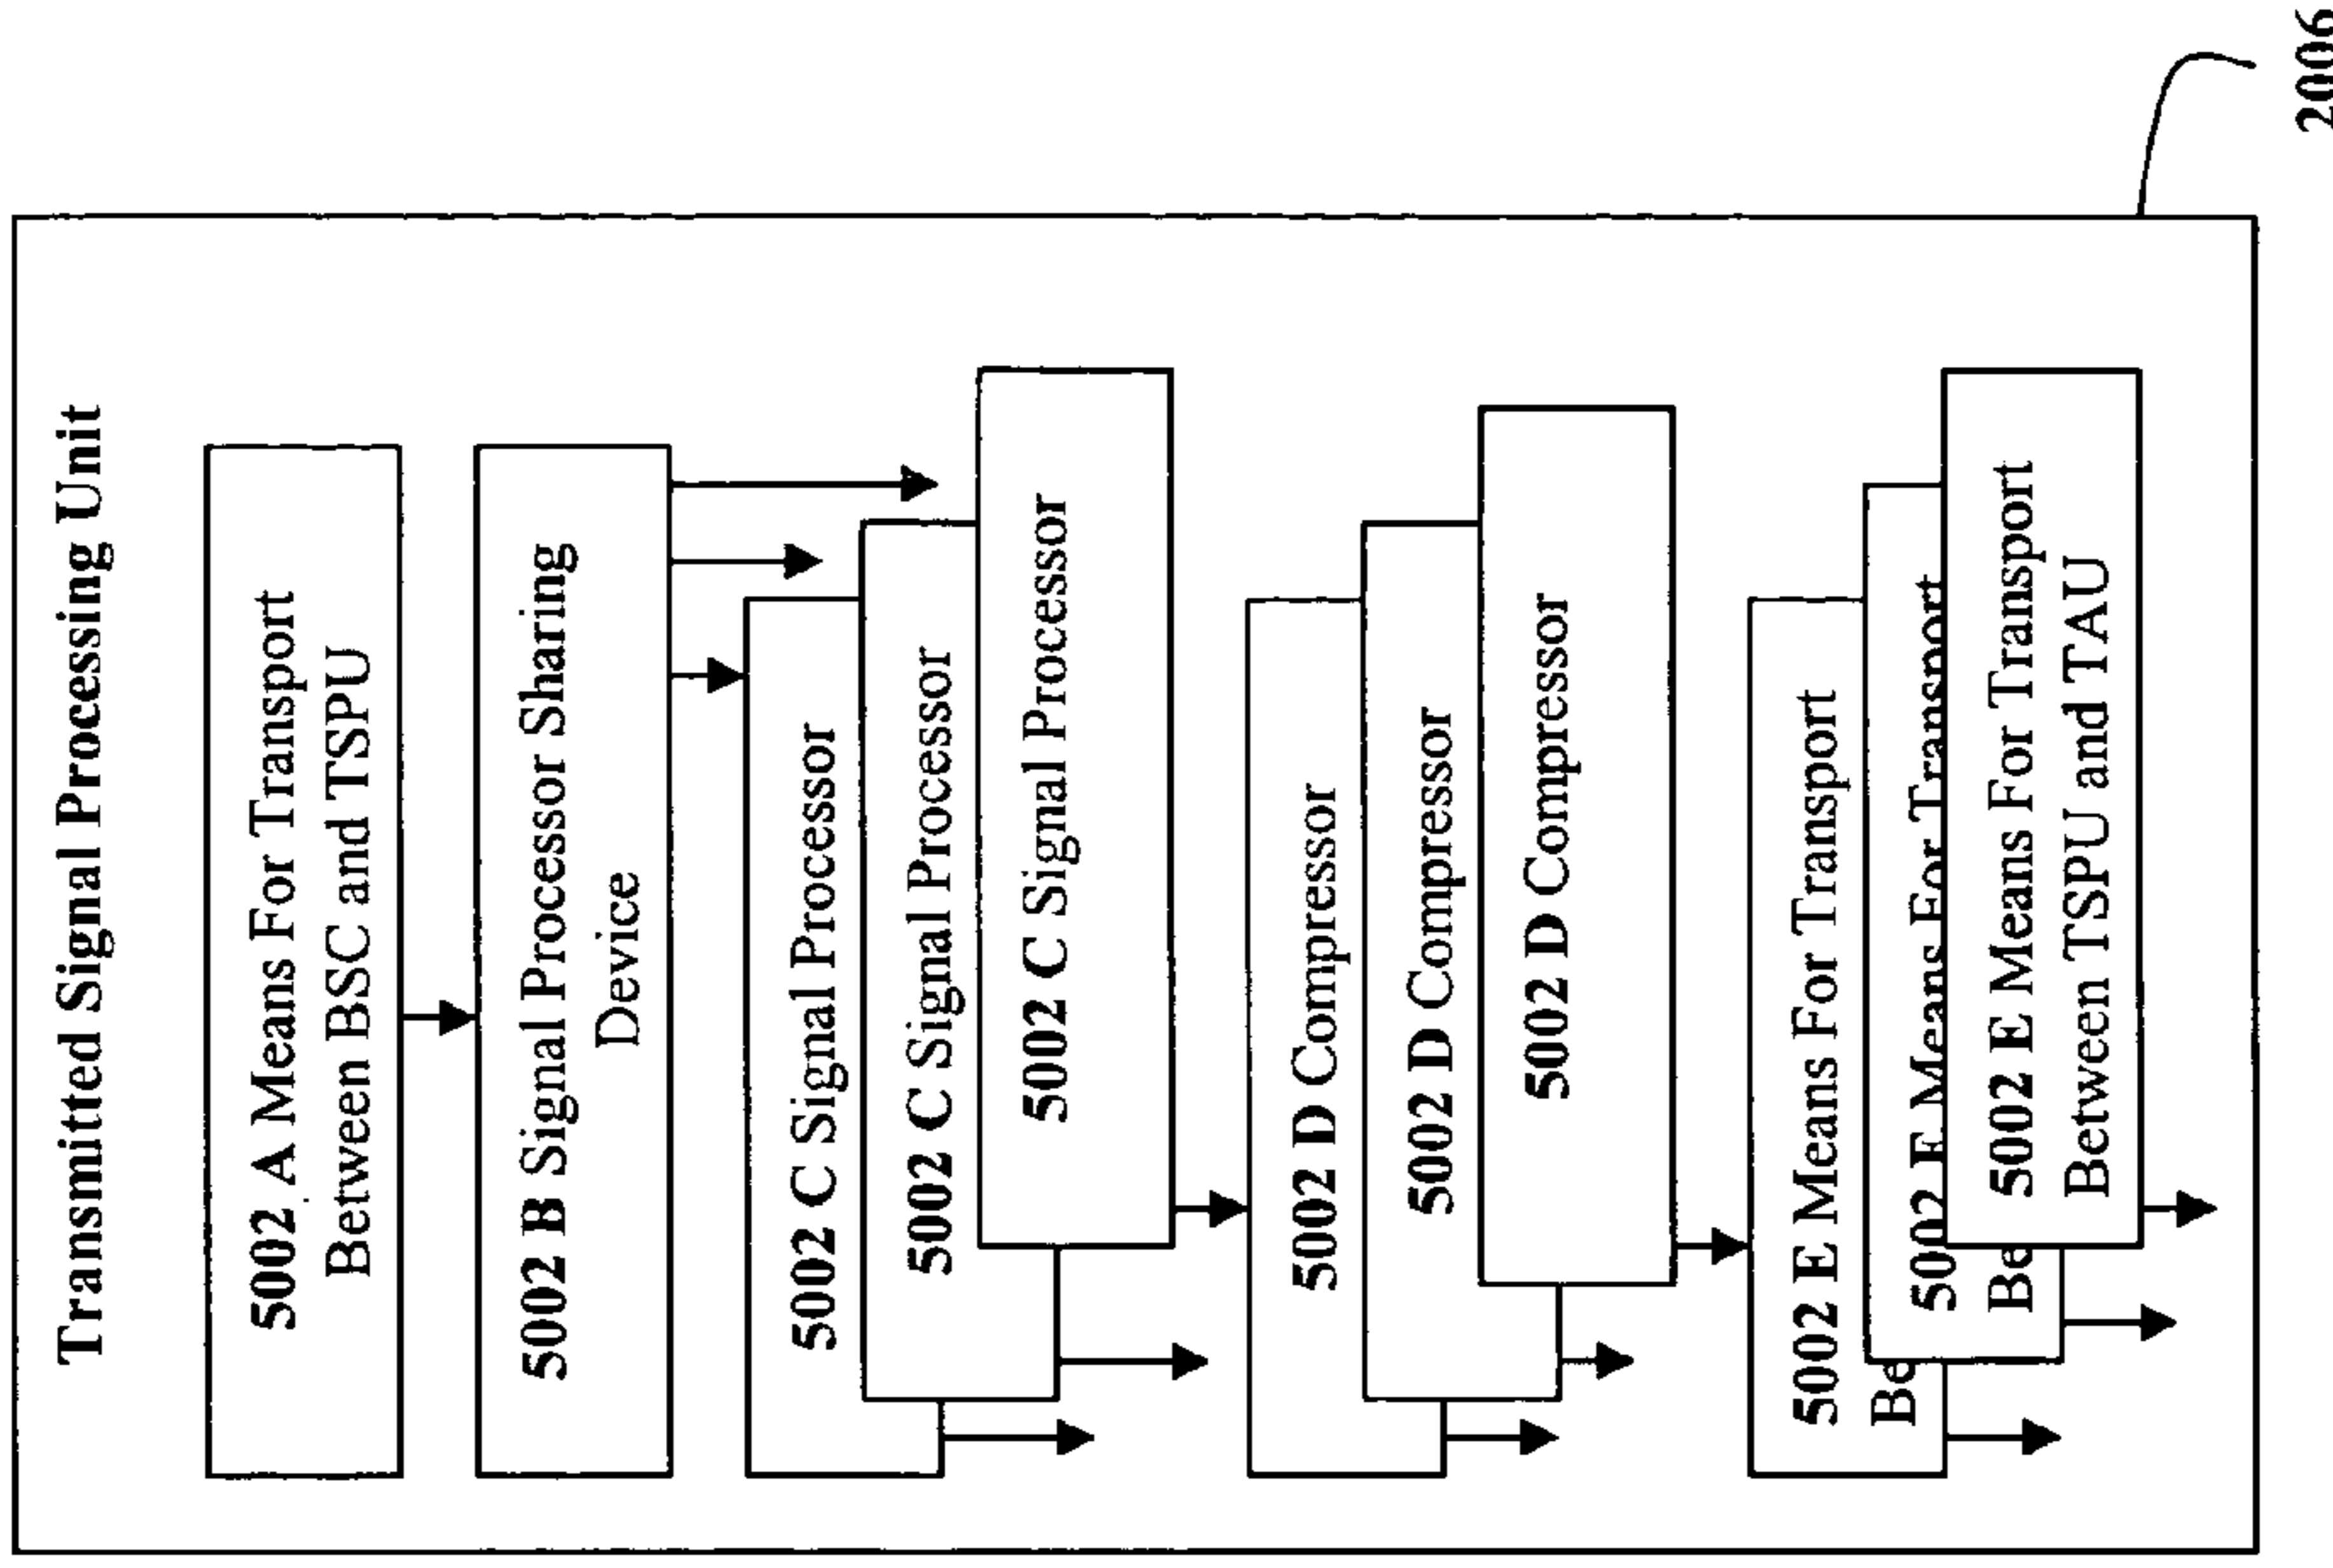 Transmitted Signal Processing Unit
5002 A Means For Transport
Between BSC and TSPU
5002 B Signal Processor Sharing
Device
5002 C Signal Processor
5002 C Signal Processor
5002 C Signal Processor
5002 D Compressor
5002 D Compressor
5002 D Compressor
5002 E Means For Transport
5002 E Means For Transport
5002 E Means For Transport
Between TSPU and TAU
2006